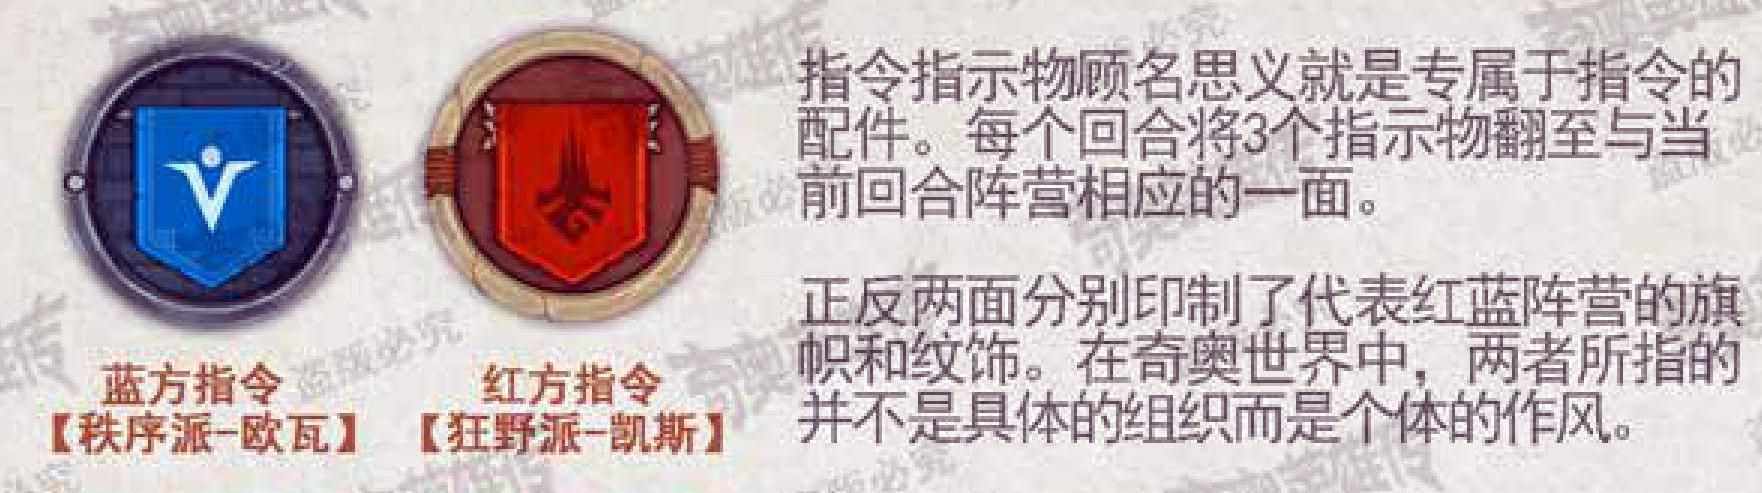 指令指示物顾名思义就是专属于指令的
配件。每个回合将3个指示物翻至与当
前回合阵营相应的一面。
正反两面分别印制了代表红蓝阵营的旗
帜和纹饰。在奇奥世界中，两者所指的
并不是具体的组织而是个体的作风。
蓝方指令
【秩序派-欧瓦】
红方指令
【狂野派-凯斯】
盗版必究